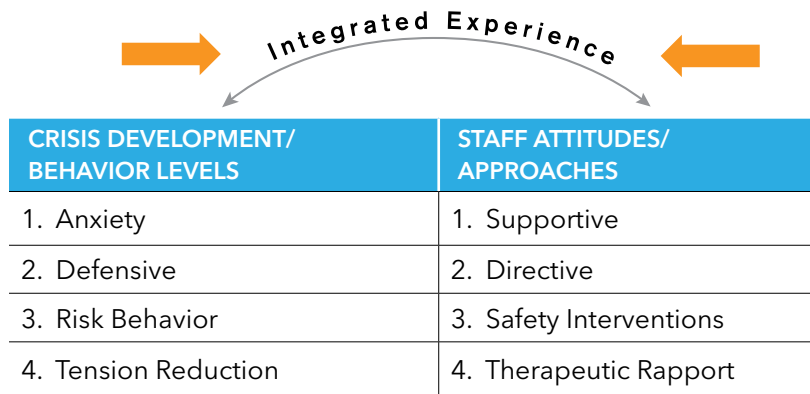 Integrated Experience
CRISIS DEVELOPMENT/
BEHAVIOR LEVELS
STAFF ATTITUDES/
APPROACHES
1. Anxiety
1. Supportive
2. Defensive
2. Directive
3. Risk Behavior
3. Safety Interventions
4. Tension Reduction
4. Therapeutic Rapport